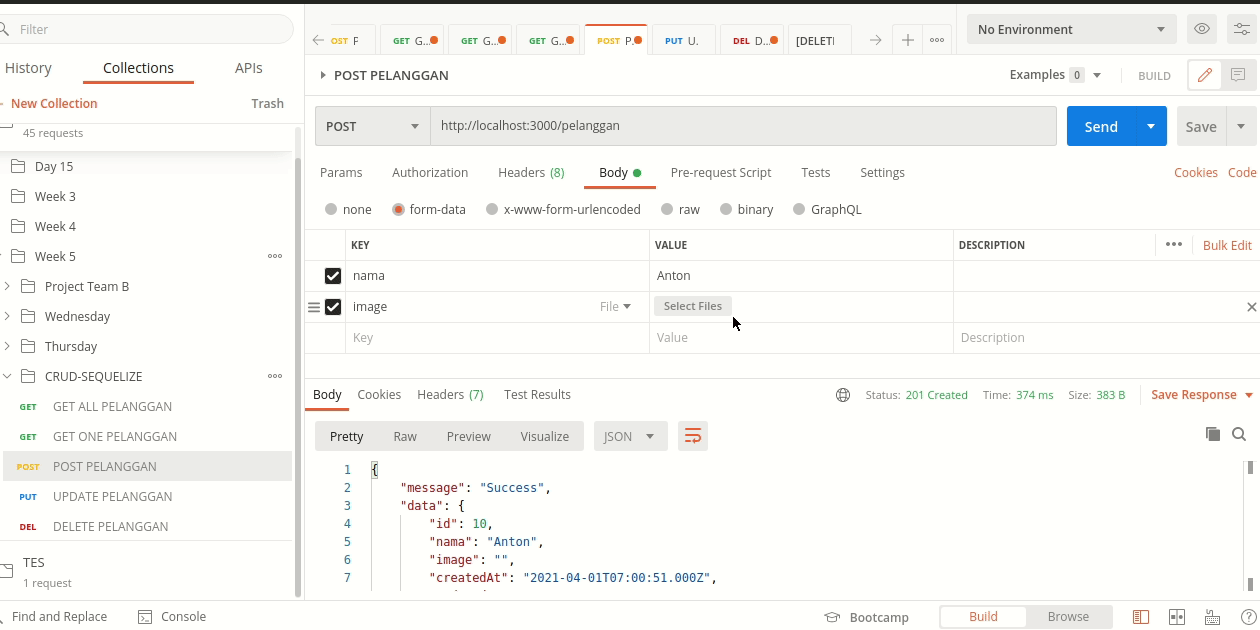 Filter
OST F
GET G...
GET G...
GET G...
POST P.
PUT U.
DEL D...
[DELETI
No Environment
History
Collections
APIs
POST PELANGGAN
Examples 0
BUILD
New Collection
Trash
45 requests
POST
http://localhost:3000/pelanggan
Send
Save
Day 15
Week 3
Week 4
Week 5
Project Team B
Wednesday
Thursday
CRUD-SEQUELIZE
GET GET ALL PELANGGAN
GET GET ONE PELANGGAN
POST POST PELANGGAN
PUT UPDATE PELANGGAN
DEL DELETE PELANGGAN
TES
1 request
Params
Authorization
Headers (8)
Body
Pre-request Script
Tests
Settings
Cookies
Code
none
form-data
x-www-form-urlencoded
raw
binary
GraphQL
KEY
VALUE
DESCRIPTION
Bulk Edit
nama
Anton
image
File
Select Files
Key
Value
Description
Body
Cookies
Headers (7)
Test Results
Status: 201 Created
Time: 374 ms
Size: 383 B
Save Response
Pretty
Raw
Preview
Visualize
JSON
1 {
2 "message": "Success",
3 "data": {
4 "id": 10,
5 "nama": "Anton",
6 "image": "",
7 "createdAt": "2021-04-01T07:00:51.000Z",
Find and Replace
Console
Bootcamp
Build
Browse